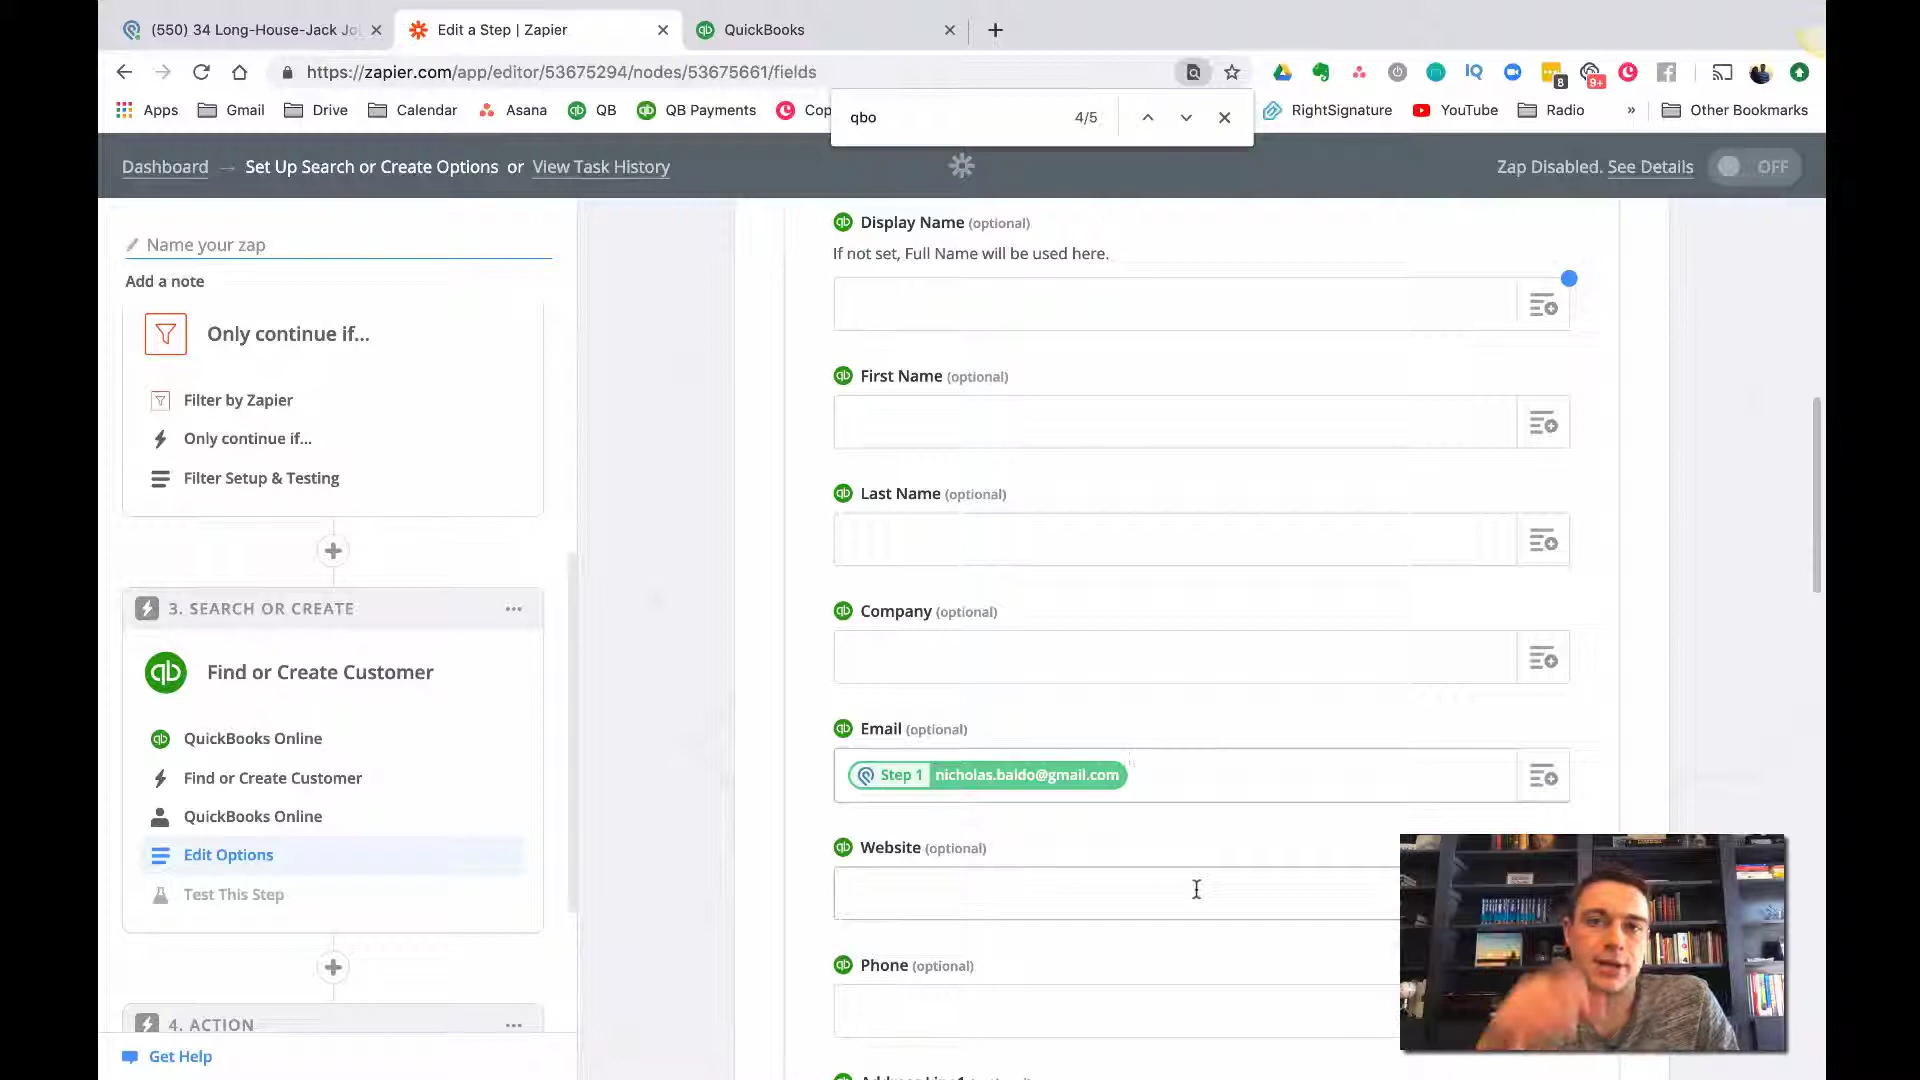 (550) 34 Long-House-Jack Jo
Edit a Step | Zapier
QuickBooks
https://zapier.com/app/editor/53675294/nodes/53675661/fields
8
9+
Apps
Gmail
Drive
Calendar
Asana
QB
QB Payments
Cop
RightSignature
YouTube
Radio
»
Other Bookmarks
qbo
4/5
Dashboard → Set Up Search or Create Options or View Task History
Zap Disabled. See Details
OFF
Name your zap
Add a note
Only continue if...
Filter by Zapier
Only continue if...
Filter Setup & Testing
3. SEARCH OR CREATE
qb
Find or Create Customer
QuickBooks Online
Find or Create Customer
QuickBooks Online
Edit Options
Test This Step
4. ACTION
Get Help
Display Name (optional)
If not set, Full Name will be used here.
First Name (optional)
Last Name (optional)
Company (optional)
Email (optional)
Step 1 nicholas.baldo@gmail.com
Website (optional)
Phone (optional)
Address Line1 (optional)